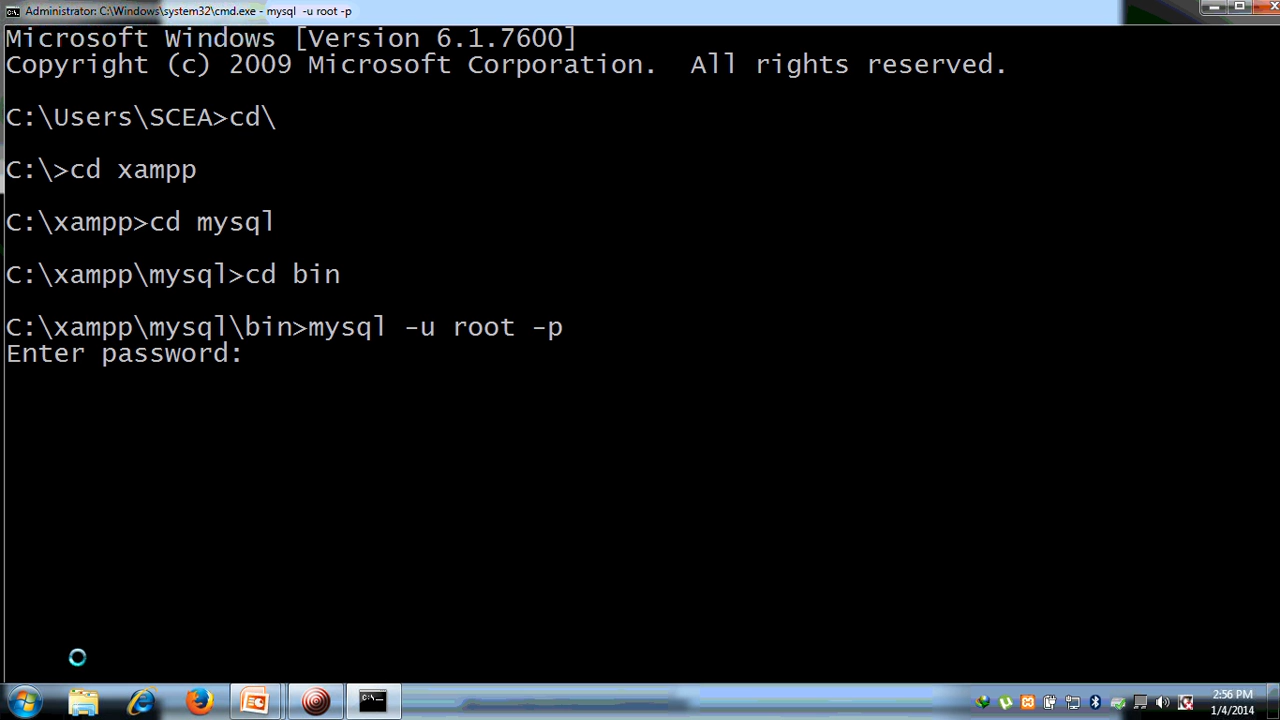 Administrator: C:\Windows\system32\cmd.exe - mysql  -u root -p
Microsoft Windows [Version 6.1.7600]
Copyright (c) 2009 Microsoft Corporation.  All rights reserved.
C:\Users\SCEA>cd\
C:\>cd xampp
C:\xampp>cd mysql
C:\xampp\mysql>cd bin
C:\xampp\mysql\bin>mysql -u root -p
Enter password:
2:56 PM
1/4/2014